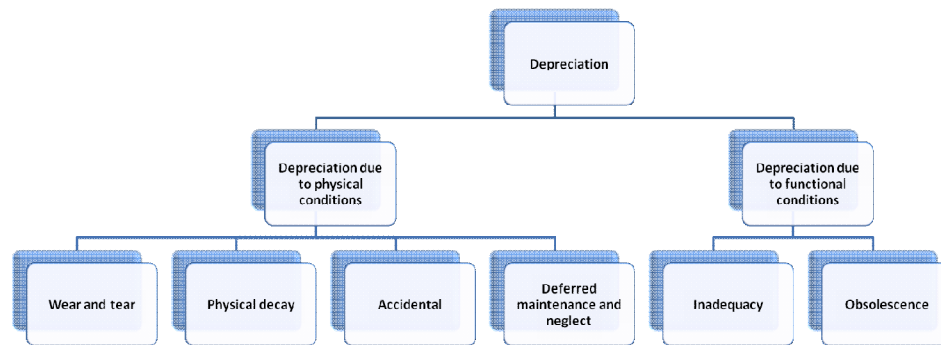 Depreciation
Depreciation due
to physical
conditions
Depreciation due
to functional
conditions
Wear and tear
Physical decay
Accidental
Deferred
maintenance and
neglect
Inadequacy
Obsolescence